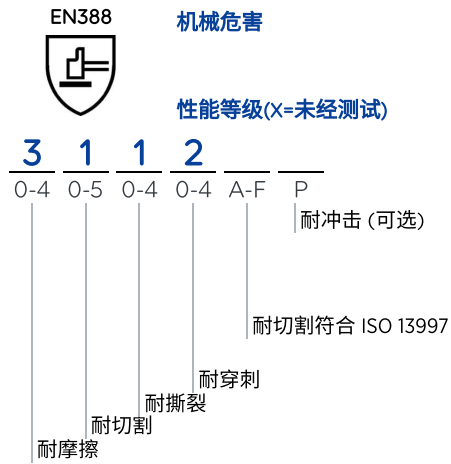 EN388
机械危害
性能等级(X=未经测试)
3 1 1 2
0-4 0-5 0-4 0-4 A-F P
耐冲击 (可选)
耐切割符合 ISO 13997
耐穿刺
耐撕裂
耐切割
耐摩擦